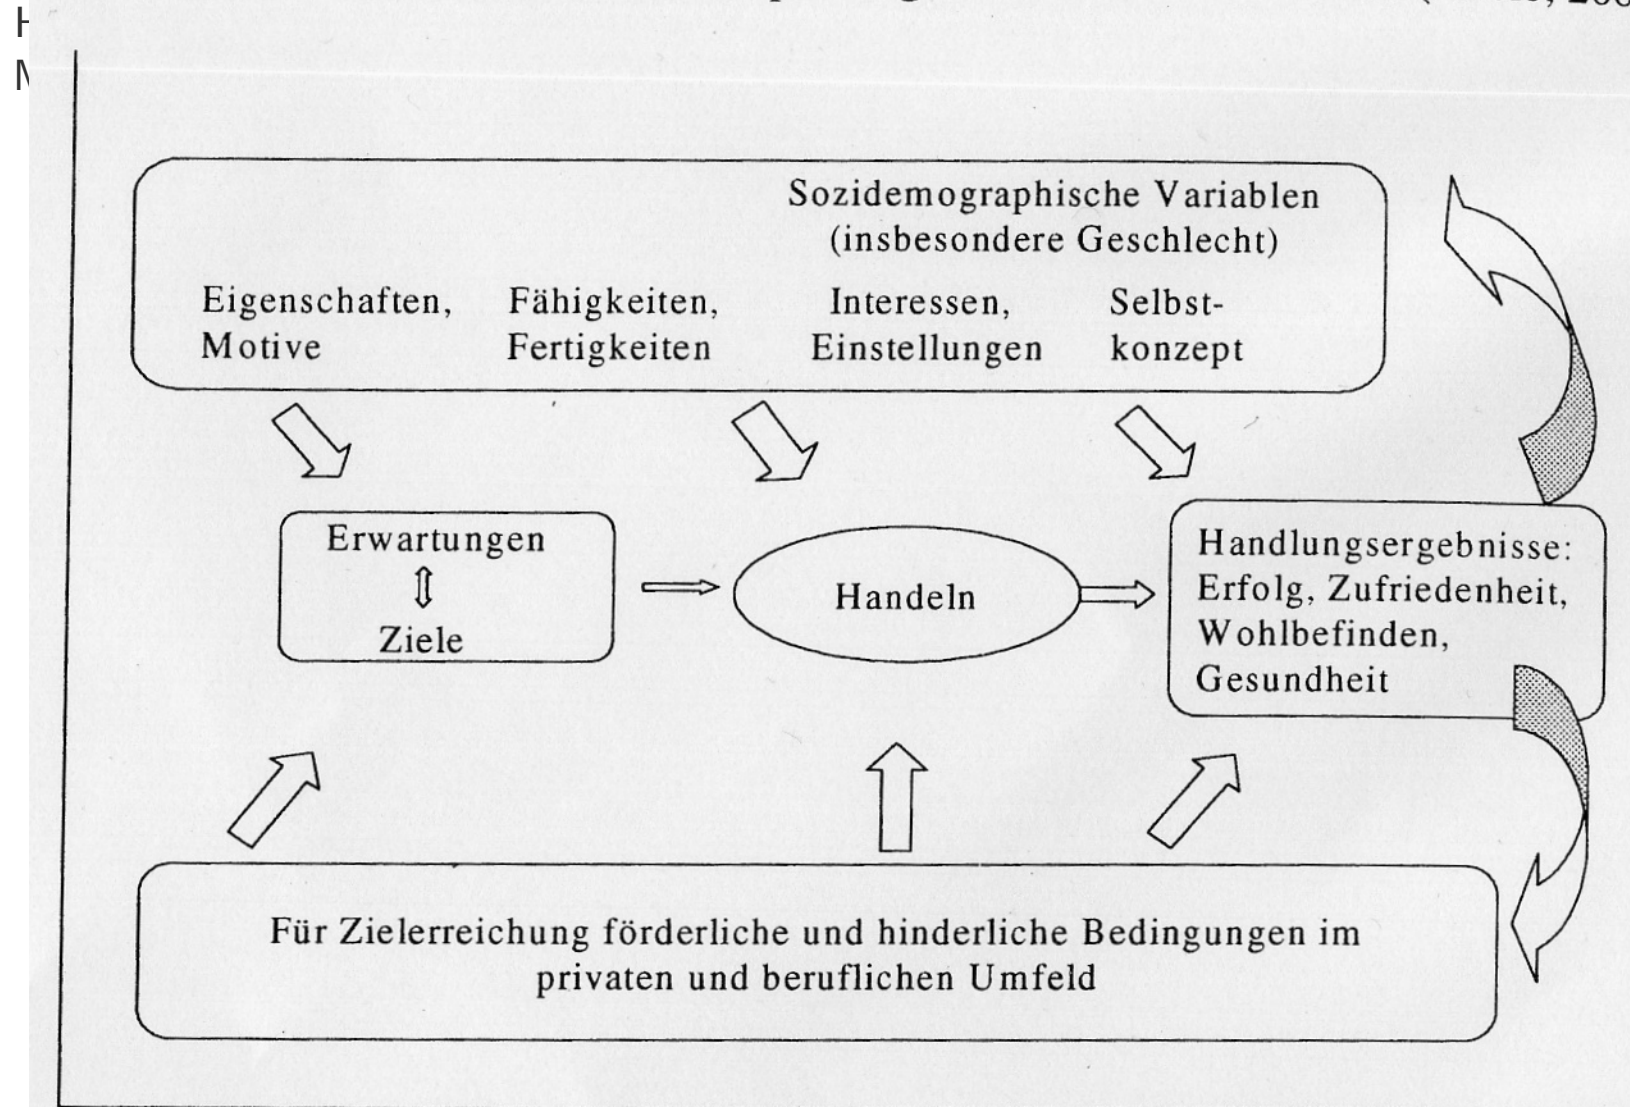 Sozidemographische Variablen
(insbesondere Geschlecht)
Eigenschaften,
Motive
Fähigkeiten,
Fertigkeiten
Interessen,
Einstellungen
Selbst-
konzept
Erwartungen
Ziele
Handeln
Handlungsergebnisse:
Erfolg, Zufriedenheit,
Wohlbefinden,
Gesundheit
Für Zielerreichung förderliche und hinderliche Bedingungen im
privaten und beruflichen Umfeld